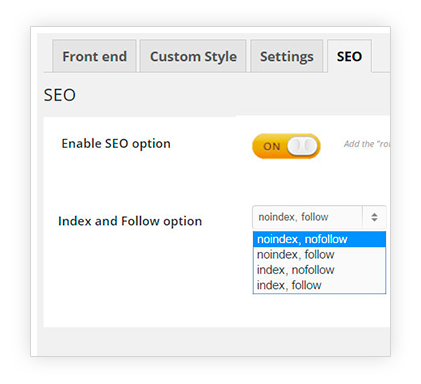 Front end Custom Style Settings SEO
SEO
Enable SEO option ON Add the "ro
Index and Follow option noindex, follow
noindex, nofollow
noindex, follow
index, nofollow
index, follow